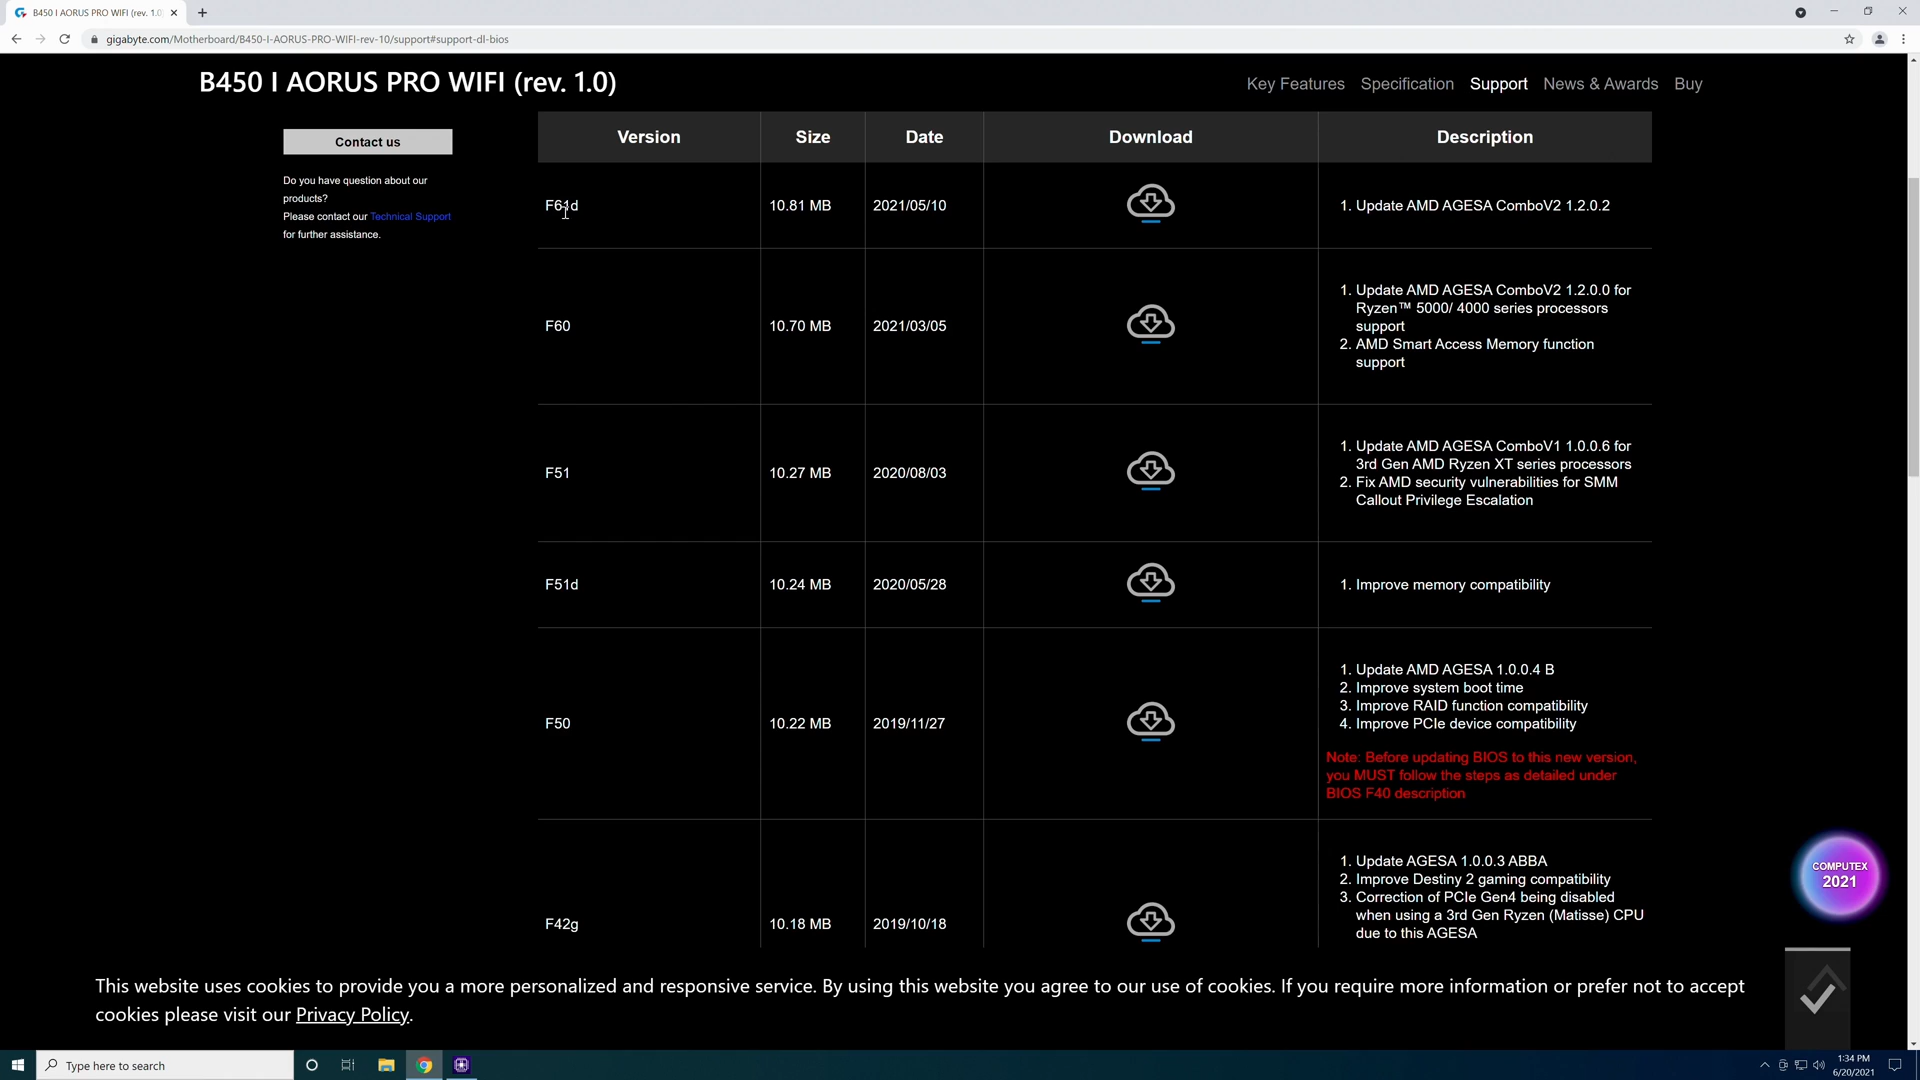 B450 I AORUS PRO WIFI (rev. 1.0)
gigabyte.com/Motherboard/B450-I-AORUS-PRO-WIFI-rev-10/support#support-dl-bios
B450 I AORUS PRO WIFI (rev. 1.0)
Key Features Specification Support News & Awards Buy
Contact us
Do you have question about our
products?
Please contact our Technical Support
for further assistance.
Version Size Date Download Description
F61d 10.81 MB 2021/05/10 1. Update AMD AGESA ComboV2 1.2.0.2
F60 10.70 MB 2021/03/05
1. Update AMD AGESA ComboV2 1.2.0.0 for
Ryzen™ 5000/ 4000 series processors
support
2. AMD Smart Access Memory function
support
F51 10.27 MB 2020/08/03
1. Update AMD AGESA ComboV1 1.0.0.6 for
3rd Gen AMD Ryzen XT series processors
2. Fix AMD security vulnerabilities for SMM
Callout Privilege Escalation
F51d 10.24 MB 2020/05/28 1. Improve memory compatibility
F50 10.22 MB 2019/11/27
1. Update AMD AGESA 1.0.0.4 B
2. Improve system boot time
3. Improve RAID function compatibility
4. Improve PCIe device compatibility
Note: Before updating BIOS to this new version,
you MUST follow the steps as detailed under
BIOS F40 description
F42g 10.18 MB 2019/10/18
1. Update AGESA 1.0.0.3 ABBA
2. Improve Destiny 2 gaming compatibility
3. Correction of PCIe Gen4 being disabled
when using a 3rd Gen Ryzen (Matisse) CPU
due to this AGESA
COMPUTEX
2021
This website uses cookies to provide you a more personalized and responsive service. By using this website you agree to our use of cookies. If you require more information or prefer not to accept
cookies please visit our Privacy Policy.
Type here to search
1:34 PM
6/20/2021